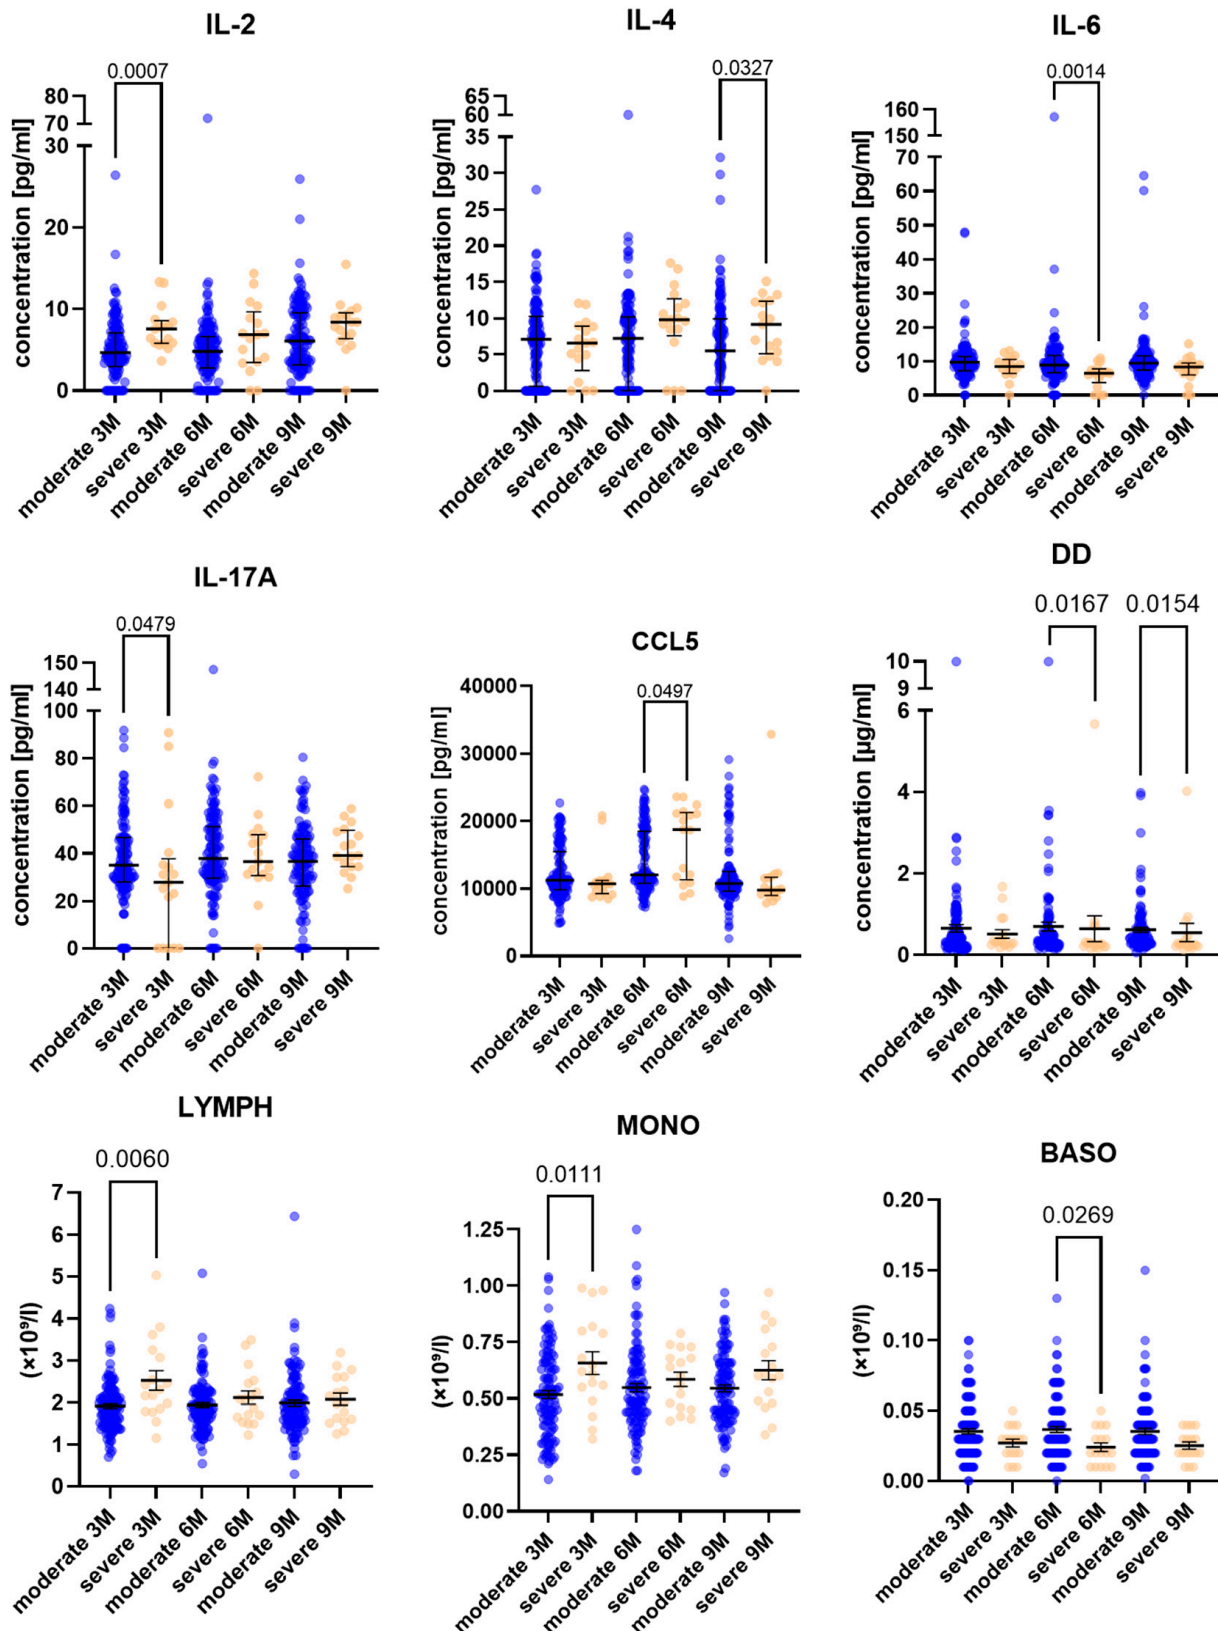 IL-2
0.0007
80
70
30
20
10
0
concentration [pg/ml]
moderate 3M
severe 3M
moderate 6M
severe 6M
moderate 9M
severe 9M
IL-4
0.0327
65
60
35
30
25
20
15
10
5
0
concentration [pg/ml]
moderate 3M
severe 3M
moderate 6M
severe 6M
moderate 9M
severe 9M
IL-6
0.0014
160
150
70
60
50
40
30
20
10
0
concentration [pg/ml]
moderate 3M
severe 3M
moderate 6M
severe 6M
moderate 9M
severe 9M
IL-17A
0.0479
150
140
100
80
60
40
20
0
concentration [pg/ml]
moderate 3M
severe 3M
moderate 6M
severe 6M
moderate 9M
severe 9M
CCL5
0.0497
40000
30000
20000
10000
0
concentration [pg/ml]
moderate 3M
severe 3M
moderate 6M
severe 6M
moderate 9M
severe 9M
DD
0.0167 0.0154
10
9
6
4
2
0
concentration [µg/ml]
moderate 3M
severe 3M
moderate 6M
severe 6M
moderate 9M
severe 9M
LYMPH
0.0060
7
6
5
4
3
2
1
0
(×10⁹/l)
moderate 3M
severe 3M
moderate 6M
severe 6M
moderate 9M
severe 9M
MONO
0.0111
1.25
1.00
0.75
0.50
0.25
0.00
(×10⁹/l)
moderate 3M
severe 3M
moderate 6M
severe 6M
moderate 9M
severe 9M
BASO
0.0269
0.20
0.15
0.10
0.05
0.00
(×10⁹/l)
moderate 3M
severe 3M
moderate 6M
severe 6M
moderate 9M
severe 9M